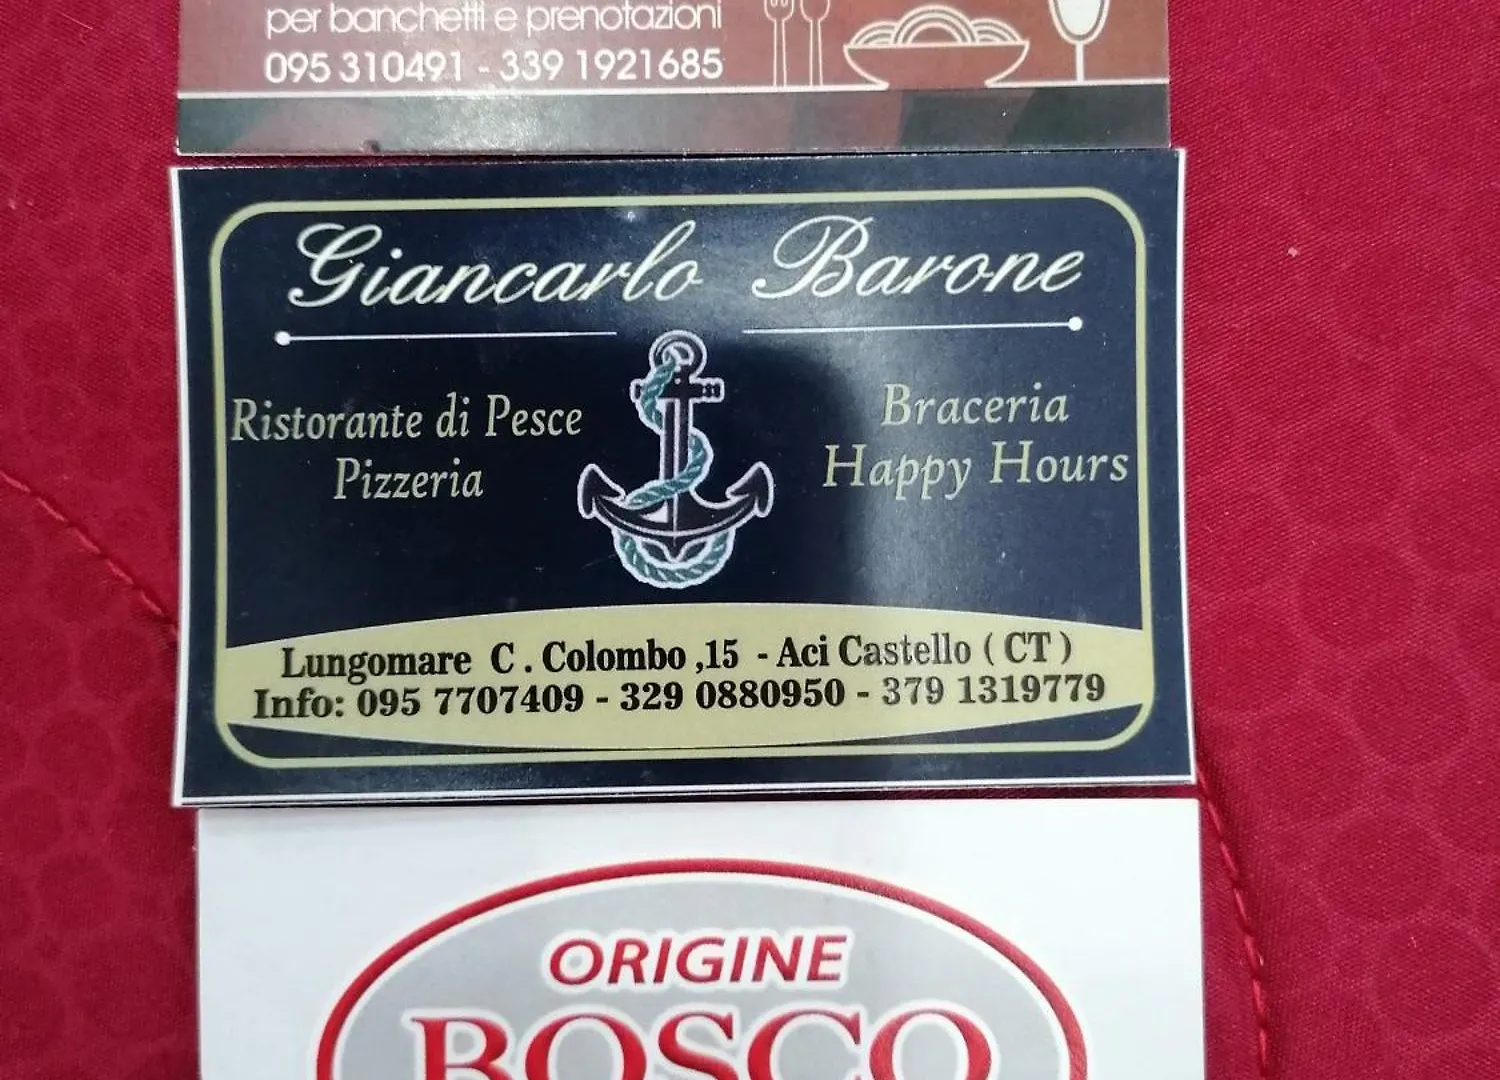 per banchetti e prenotazioni
095 310491 - 339 1921685
Giancarlo Barone
Ristorante di Pesce
Pizzeria
Braceria
Happy Hours
Lungomare C . Colombo ,15 - Aci Castello ( CT )
Info: 095 7707409 - 329 0880950 - 379 1319779
ORIGINE
BOSCO